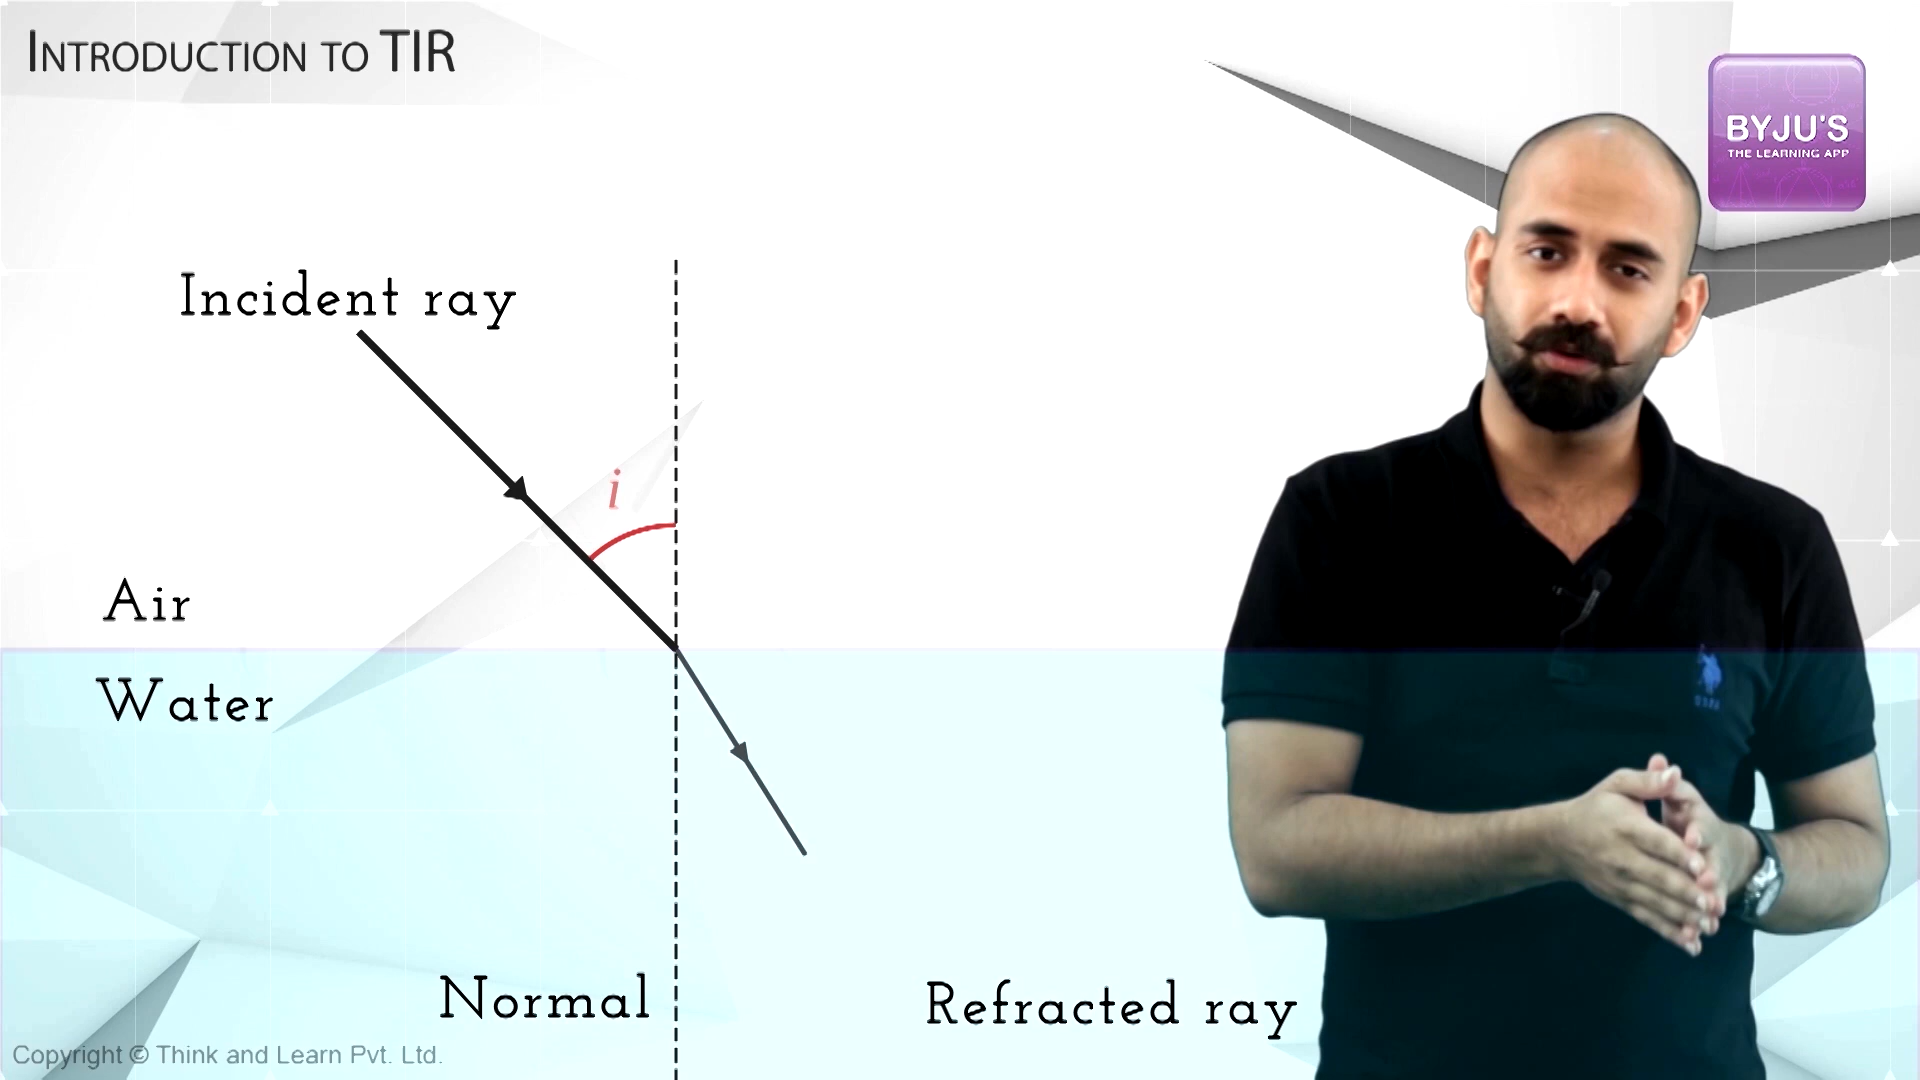 INTRODUCTION TO TIR
BYJU'S
THE LEARNING APP
Incident ray
i
Air
Water
Normal
Refracted ray
Copyright © Think and Learn Pvt. Ltd.